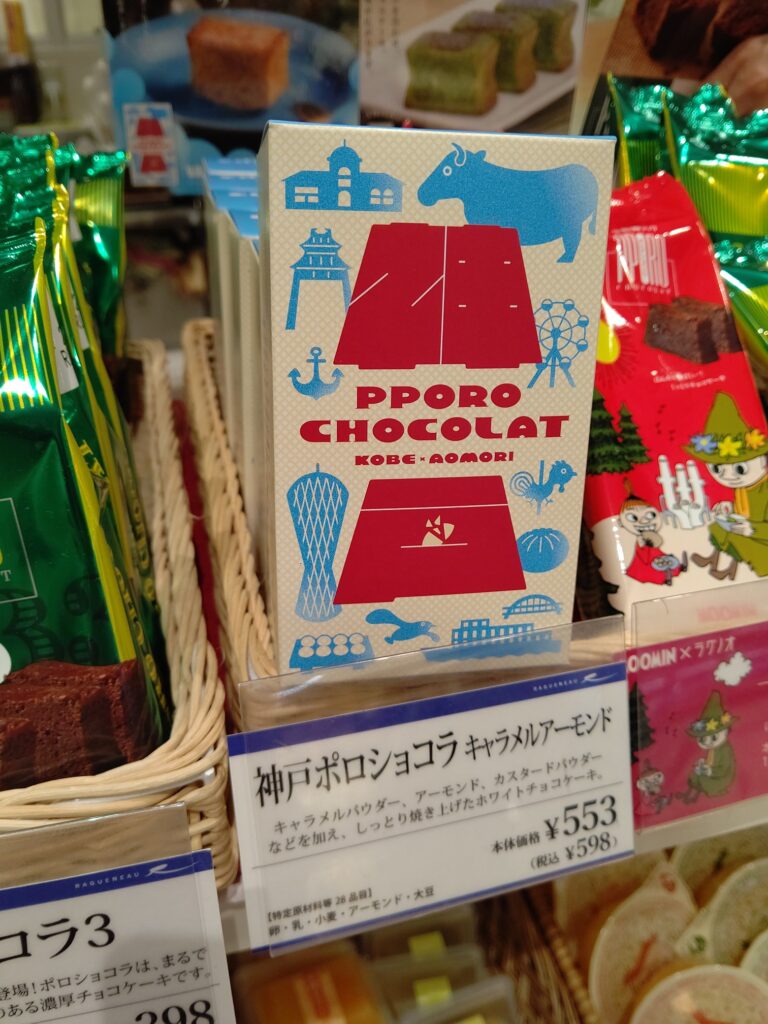 PPORO
CHOCOLAT
KOBE × AOMORI
RAGUENEAU
神戸ポロショコラ キャラメルアーモンド
キャラメルパウダー、アーモンド、カスタードパウダー
などを加え、しっとり焼き上げたホワイトチョコケーキ。
本体価格 ¥553
(税込 ¥598)
【特定原材料等28品目】
卵・乳・小麦・アーモンド・大豆
RAGUENEAU
コラ3
登場!ポロショコラは、まるで
のある濃厚チョコケーキです。
398
PPORO
OOMIN×ラグノオ